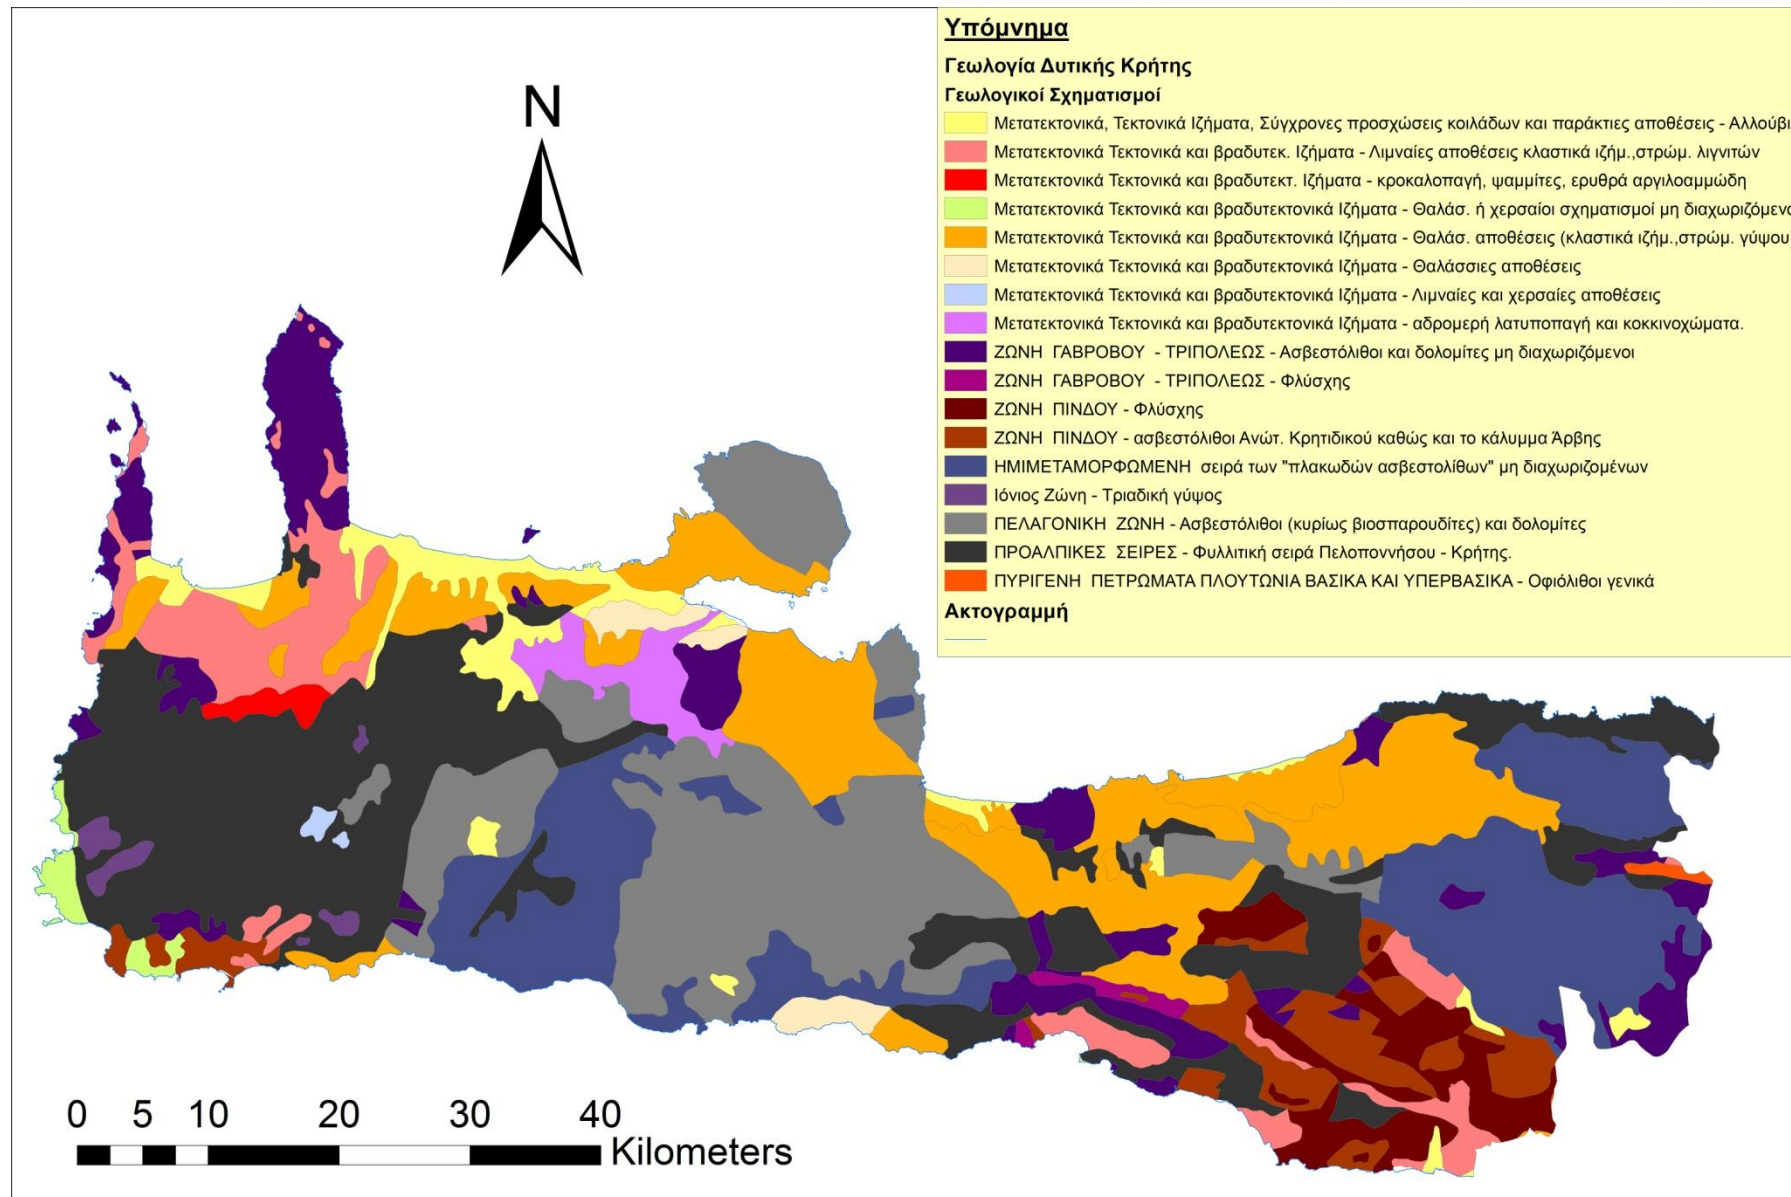 Υπόμνημα
Γεωλογία Δυτικής Κρήτης
Γεωλογικοί Σχηματισμοί
Μετατεκτονικά, Τεκτονικά Ιζήματα, Σύγχρονες προσχώσεις κοιλάδων και παράκτιες αποθέσεις - Αλλούβι
Μετατεκτονικά Τεκτονικά και βραδυτεκ. Ιζήματα - Λιμναίες αποθέσεις κλαστικά ιζήμ.,στρώμ. λιγνιτών
Μετατεκτονικά Τεκτονικά και βραδυτεκτ. Ιζήματα - κροκαλοπαγή, ψαμμίτες, ερυθρά αργιλοαμμώδη
Μετατεκτονικά Τεκτονικά και βραδυτεκτονικά Ιζήματα - Θαλάσ. ή χερσαίοι σχηματισμοί μη διαχωριζόμενο
Μετατεκτονικά Τεκτονικά και βραδυτεκτονικά Ιζήματα - Θαλάσ. αποθέσεις (κλαστικά ιζήμ.,στρώμ. γύψου
Μετατεκτονικά Τεκτονικά και βραδυτεκτονικά Ιζήματα - Θαλάσσιες αποθέσεις
Μετατεκτονικά Τεκτονικά και βραδυτεκτονικά Ιζήματα - Λιμναίες και χερσαίες αποθέσεις
Μετατεκτονικά Τεκτονικά και βραδυτεκτονικά Ιζήματα - αδρομερή λατυποπαγή και κοκκινοχώματα.
ΖΩΝΗ ΓΑΒΡΟΒΟΥ - ΤΡΙΠΟΛΕΩΣ - Ασβεστόλιθοι και δολομίτες μη διαχωριζόμενοι
ΖΩΝΗ ΓΑΒΡΟΒΟΥ - ΤΡΙΠΟΛΕΩΣ - Φλύσχης
ΖΩΝΗ ΠΙΝΔΟΥ - Φλύσχης
ΖΩΝΗ ΠΙΝΔΟΥ - ασβεστόλιθοι Ανώτ. Κρητιδικού καθώς και το κάλυμμα Άρβης
ΗΜΙΜΕΤΑΜΟΡΦΩΜΕΝΗ σειρά των "πλακωδών ασβεστολίθων" μη διαχωριζομένων
Ιόνιος Ζώνη - Τριαδική γύψος
ΠΕΛΑΓΟΝΙΚΗ ΖΩΝΗ - Ασβεστόλιθοι (κυρίως βιοσπαρουδίτες) και δολομίτες
ΠΡΟΑΛΠΙΚΕΣ ΣΕΙΡΕΣ - Φυλλιτική σειρά Πελοποννήσου - Κρήτης.
ΠΥΡΙΓΕΝΗ ΠΕΤΡΩΜΑΤΑ ΠΛΟΥΤΩΝΙΑ ΒΑΣΙΚΑ ΚΑΙ ΥΠΕΡΒΑΣΙΚΑ - Οφιόλιθοι γενικά
Ακτογραμμή
N
0 5 10 20 30 40
Kilometers